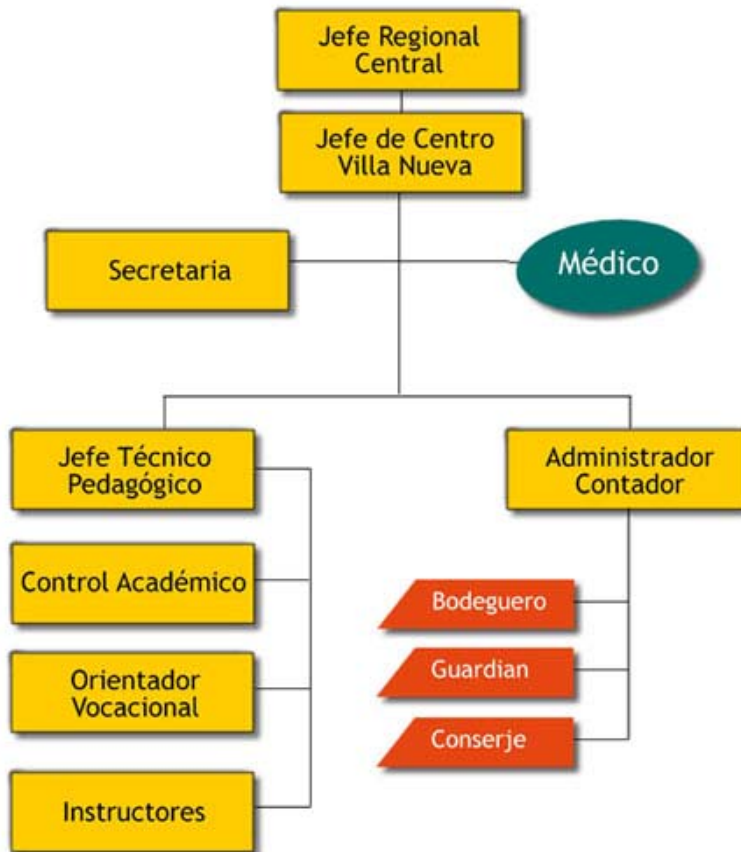 Jefe Regional
Central
Jefe de Centro
Villa Nueva
Secretaria
Médico
Jefe Técnico
Pedagógico
Administrador
Contador
Control Académico
Bodeguero
Orientador
Vocacional
Guardian
Conserje
Instructores